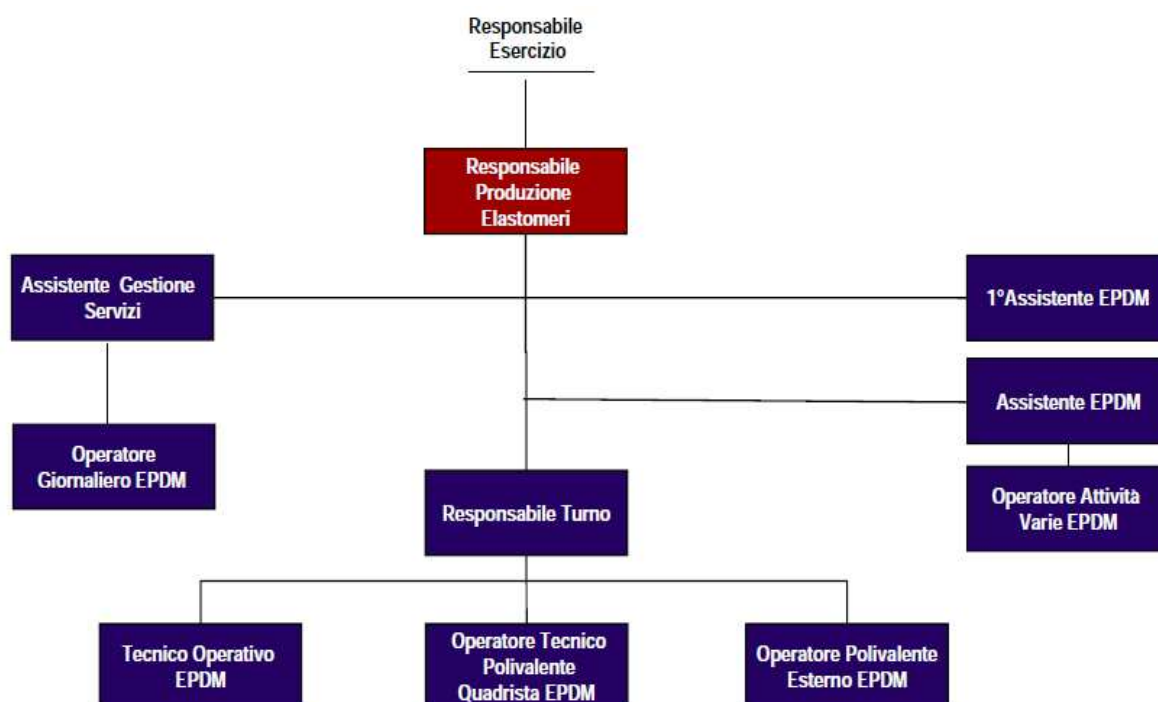 Responsabile
Esercizio
Responsabile
Produzione
Elastomeri
Assistente Gestione
Servizi
1°Assistente EPDM
Assistente EPDM
Operatore
Giornaliero EPDM
Operatore Attività
Varie EPDM
Responsabile Turno
Tecnico Operativo
EPDM
Operatore Tecnico
Polivalente
Quadrista EPDM
Operatore Polivalente
Esterno EPDM